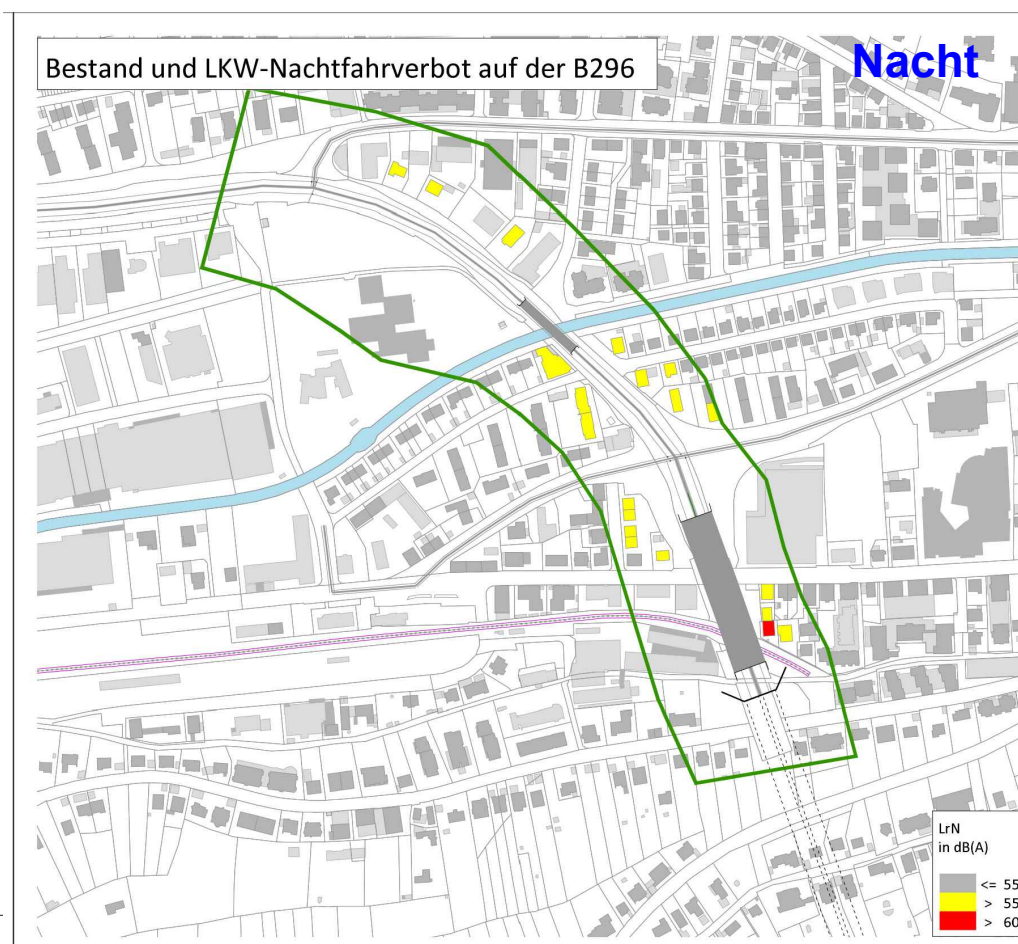 Bestand und LKW-Nachtfahrverbot auf der B296
Nacht
LrN
in dB(A)
<= 55
> 55
> 60